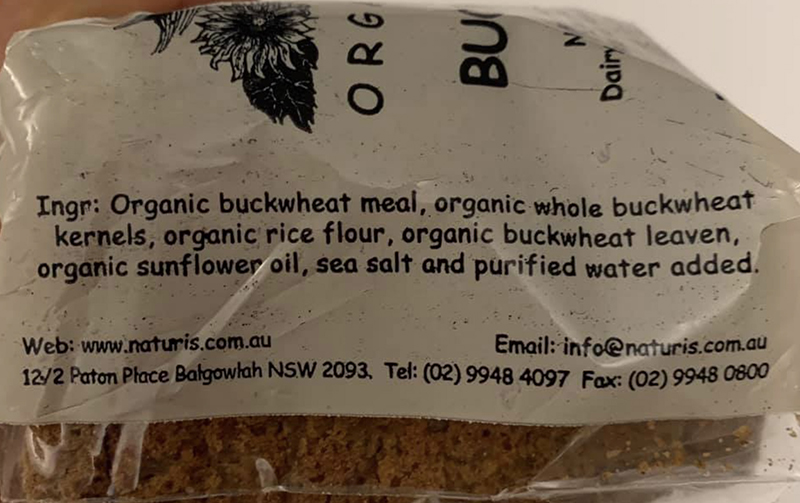 ORG
BU
N
Dairy
Ingr: Organic buckwheat meal, organic whole buckwheat
kernels, organic rice flour, organic buckwheat leaven,
organic sunflower oil, sea salt and purified water added.
Web: www.naturis.com.au Email: info@naturis.com.au
12/2 Paton Place Balgowlah NSW 2093. Tel: (02) 9948 4097 Fax: (02) 9948 0800